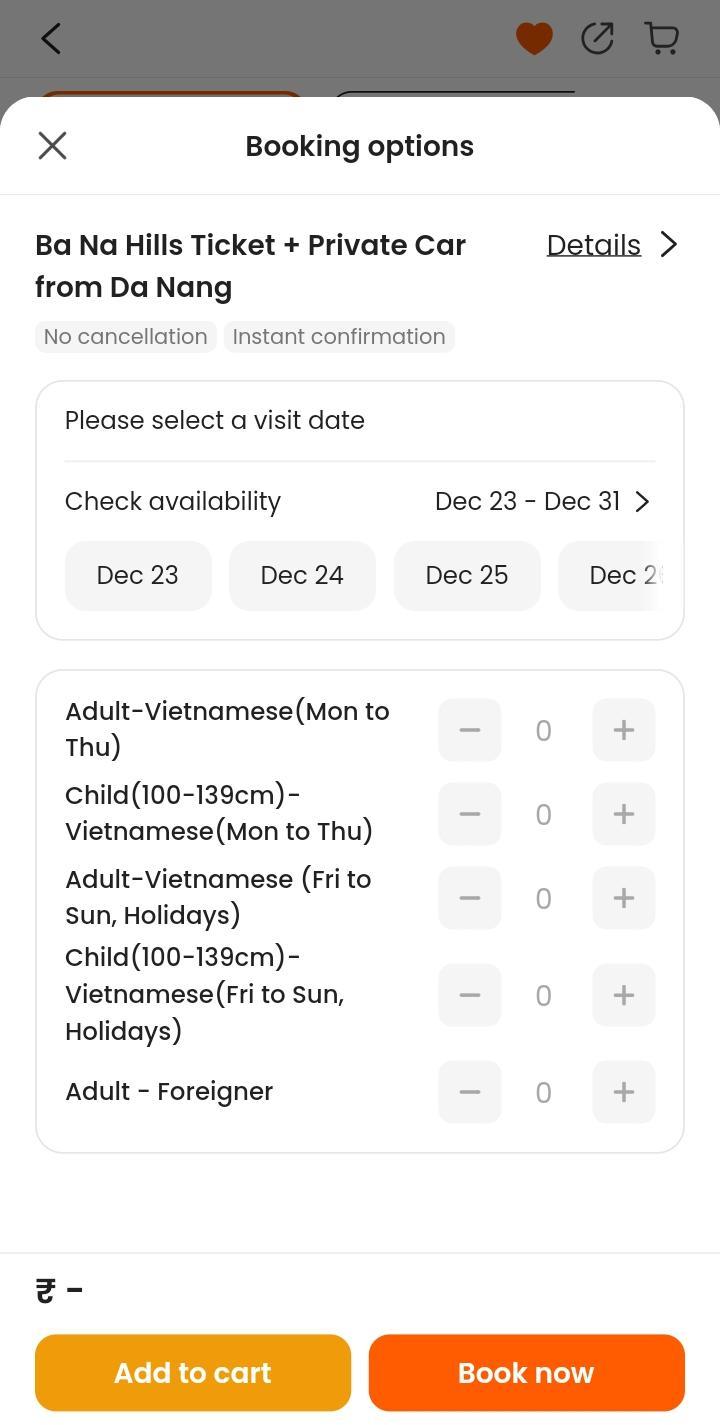 Booking options
Ba Na Hills Ticket + Private Car
from Da Nang
Details
No cancellation
Instant confirmation
Please select a visit date
Check availability
Dec 23 - Dec 31
Dec 23
Dec 24
Dec 25
Dec
Adult-Vietnamese(Mon to
Thu)
0
Child(100-139cm)-
Vietnamese(Mon to Thu)
0
Adult-Vietnamese (Fri to
Sun, Holidays)
0
Child(100-139cm)-
Vietnamese(Fri to Sun,
Holidays)
0
Adult - Foreigner
0
₹ -
Add to cart
Book now